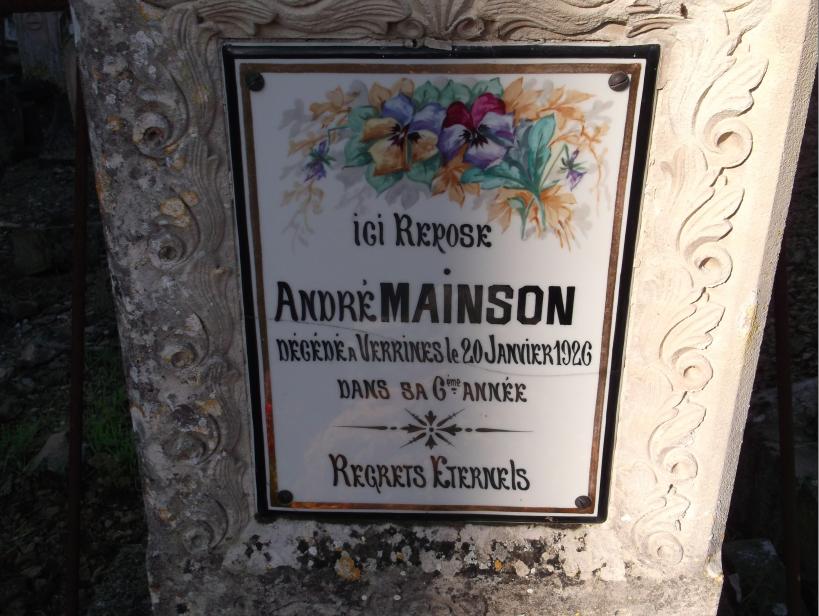 ici Repose
André MAiNSON
DÉCÉDÉ A VERRINES le 20 JANVIER 1926
DANS SA 6ème ANNÉE
REGRETS ETERNELS